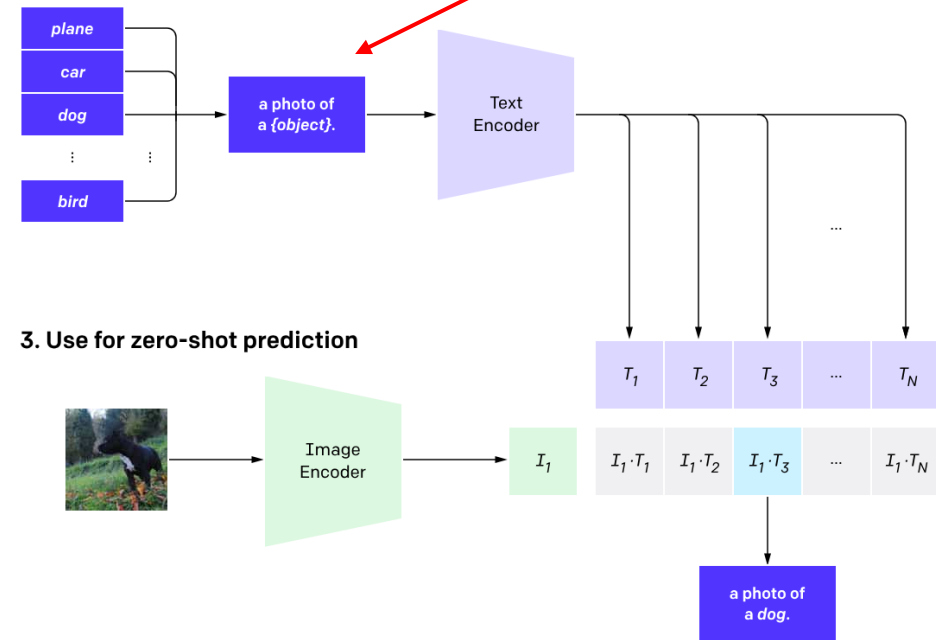 plane
car
dog
⋮ ⋮
bird
a photo of
a {object}.
Text
Encoder
...
3. Use for zero-shot prediction
T1 T2 T3 ... TN
Image
Encoder
I1
I1·T1 I1·T2 I1·T3 ... I1·TN
a photo of
a dog.